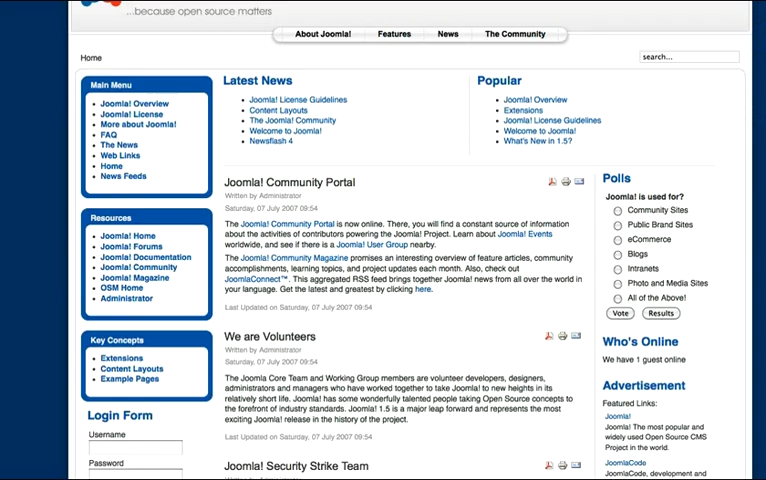 ...because open source matters
About Joomla! Features News The Community
Home
search...
Main Menu
Joomla! Overview
Joomla! License
More about Joomla!
FAQ
The News
Web Links
Home
News Feeds
Resources
Joomla! Home
Joomla! Forums
Joomla! Documentation
Joomla! Community
Joomla! Magazine
OSM Home
Administrator
Key Concepts
Extensions
Content Layouts
Example Pages
Login Form
Username
Password
Latest News
Joomla! License Guidelines
Content Layouts
The Joomla! Community
Welcome to Joomla!
Newsflash 4
Popular
Joomla! Overview
Extensions
Joomla! License Guidelines
Welcome to Joomla!
What's New in 1.5?
Joomla! Community Portal
Written by Administrator
Saturday, 07 July 2007 09:54
The Joomla! Community Portal is now online. There, you will find a constant source of information
about the activities of contributors powering the Joomla! Project. Learn about Joomla! Events
worldwide, and see if there is a Joomla! User Group nearby.
The Joomla! Community Magazine promises an interesting overview of feature articles, community
accomplishments, learning topics, and project updates each month. Also, check out
JoomlaConnect™. This aggregated RSS feed brings together Joomla! news from all over the world in
your language. Get the latest and greatest by clicking here.
Last Updated on Saturday, 07 July 2007 09:54
We are Volunteers
Written by Administrator
Saturday, 07 July 2007 09:54
The Joomla Core Team and Working Group members are volunteer developers, designers,
administrators and managers who have worked together to take Joomla! to new heights in its
relatively short life. Joomla! has some wonderfully talented people taking Open Source concepts to
the forefront of industry standards. Joomla! 1.5 is a major leap forward and represents the most
exciting Joomla! release in the history of the project.
Last Updated on Saturday, 07 July 2007 09:54
Joomla! Security Strike Team
Polls
Joomla! is used for?
Community Sites
Public Brand Sites
eCommerce
Blogs
Intranets
Photo and Media Sites
All of the Above!
Vote Results
Who's Online
We have 1 guest online
Advertisement
Featured Links:
Joomla!
Joomla! The most popular and
widely used Open Source CMS
Project in the world.
JoomlaCode
JoomlaCode, development and